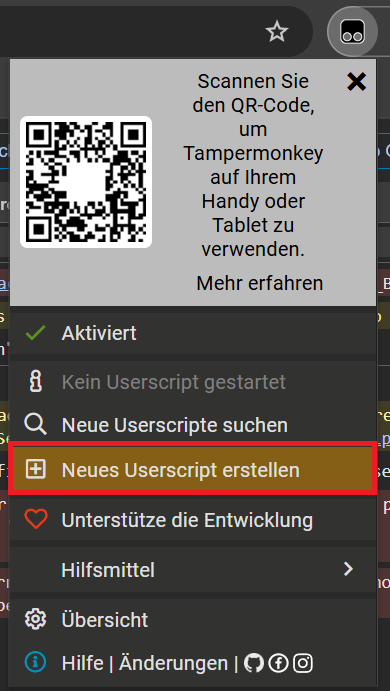 Scannen Sie
den QR-Code,
um
Tampermonkey
auf Ihrem
Handy oder
Tablet zu
verwenden.
Mehr erfahren
Aktiviert
Kein Userscript gestartet
Neue Userscripte suchen
Neues Userscript erstellen
Unterstütze die Entwicklung
Hilfsmittel
Übersicht
Hilfe | Änderungen |